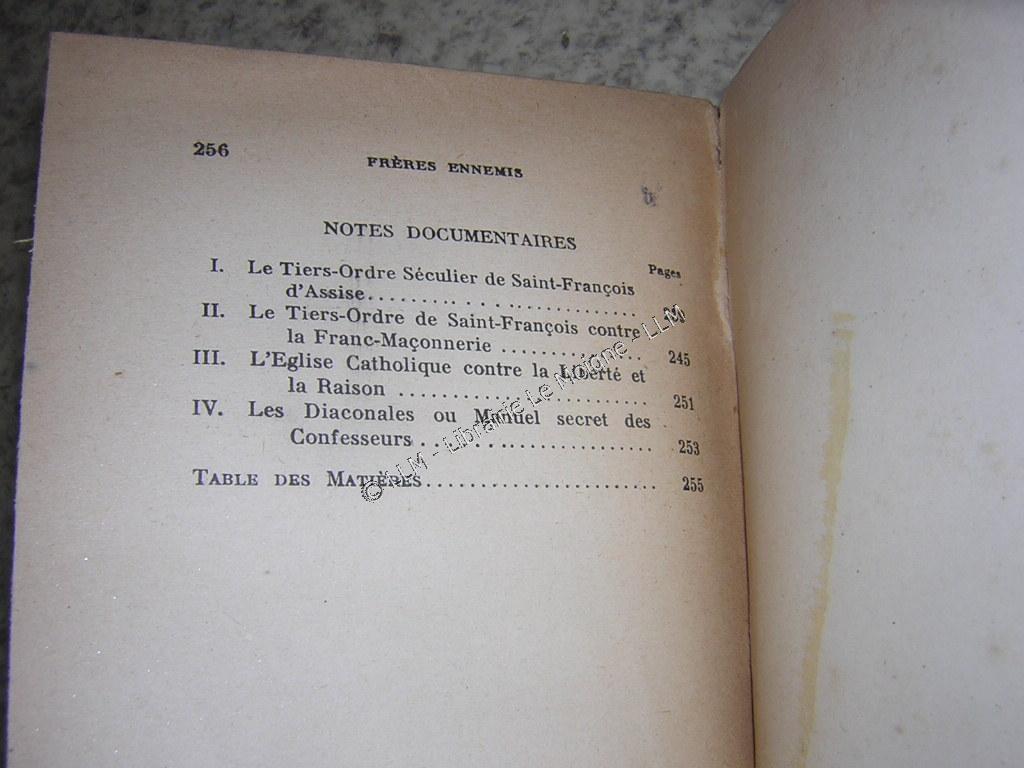 256
FRÈRES ENNEMIS
NOTES DOCUMENTAIRES
Pages
I. Le Tiers-Ordre Séculier de Saint-François
d'Assise
II. Le Tiers-Ordre de Saint-François contre
la Franc-Maçonnerie .................. 245
III. L'Eglise Catholique contre la Liberté et
la Raison ........................... 251
IV. Les Diaconales ou Manuel secret des
Confesseurs ......................... 253
TABLE DES MATIÈRES........................ 255
© LLM - Librairie Le Moigne - LLM